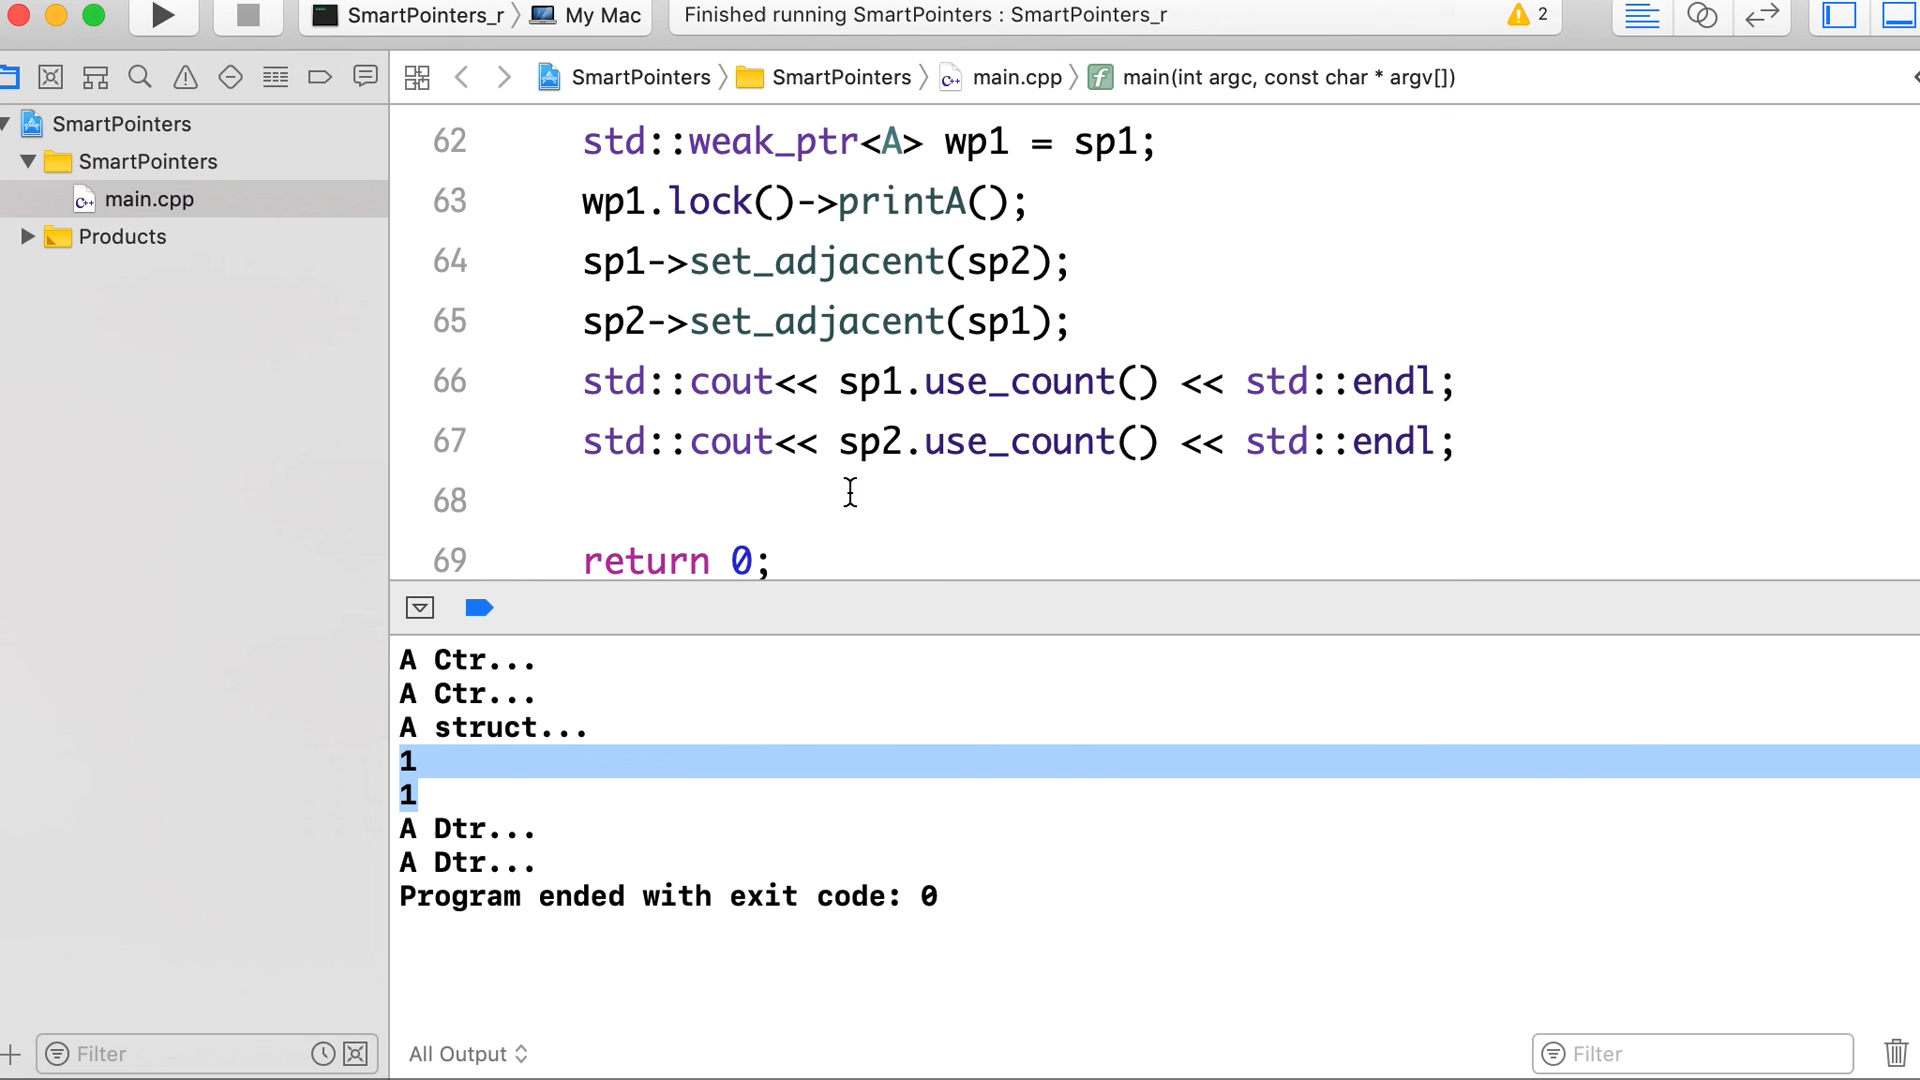 SmartPointers_r 〉 My Mac
Finished running SmartPointers : SmartPointers_r
2
SmartPointers 〉 SmartPointers 〉 main.cpp 〉 main(int argc, const char * argv[])
SmartPointers
SmartPointers
main.cpp
Products
62 std::weak_ptr<A> wp1 = sp1;
63 wp1.lock()->printA();
64 sp1->set_adjacent(sp2);
65 sp2->set_adjacent(sp1);
66 std::cout<< sp1.use_count() << std::endl;
67 std::cout<< sp2.use_count() << std::endl;
68
69 return 0;
A Ctr...
A Ctr...
A struct...
1
1
A Dtr...
A Dtr...
Program ended with exit code: 0
Filter
All Output
Filter